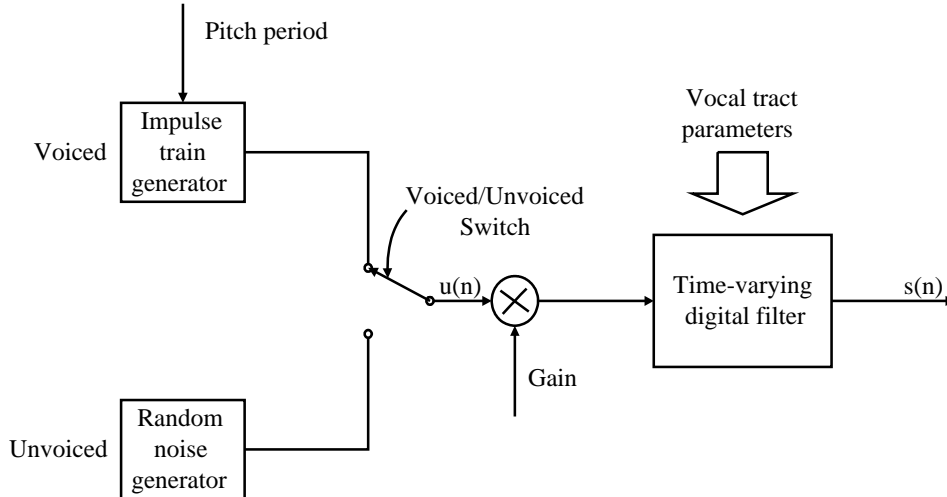 Pitch period
Voiced
Impulse
train
generator
Vocal tract
parameters
Voiced/Unvoiced
Switch
u(n)
Time-varying
digital filter
s(n)
Gain
Unvoiced
Random
noise
generator